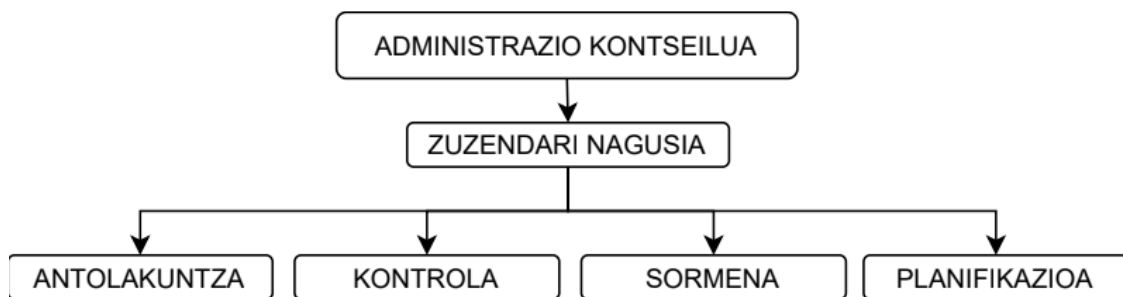 ADMINISTRAZIO KONTSEILUA
ZUZENDARI NAGUSIA
ANTOLAKUNTZA
KONTROLA
SORMENA
PLANIFIKAZIOA